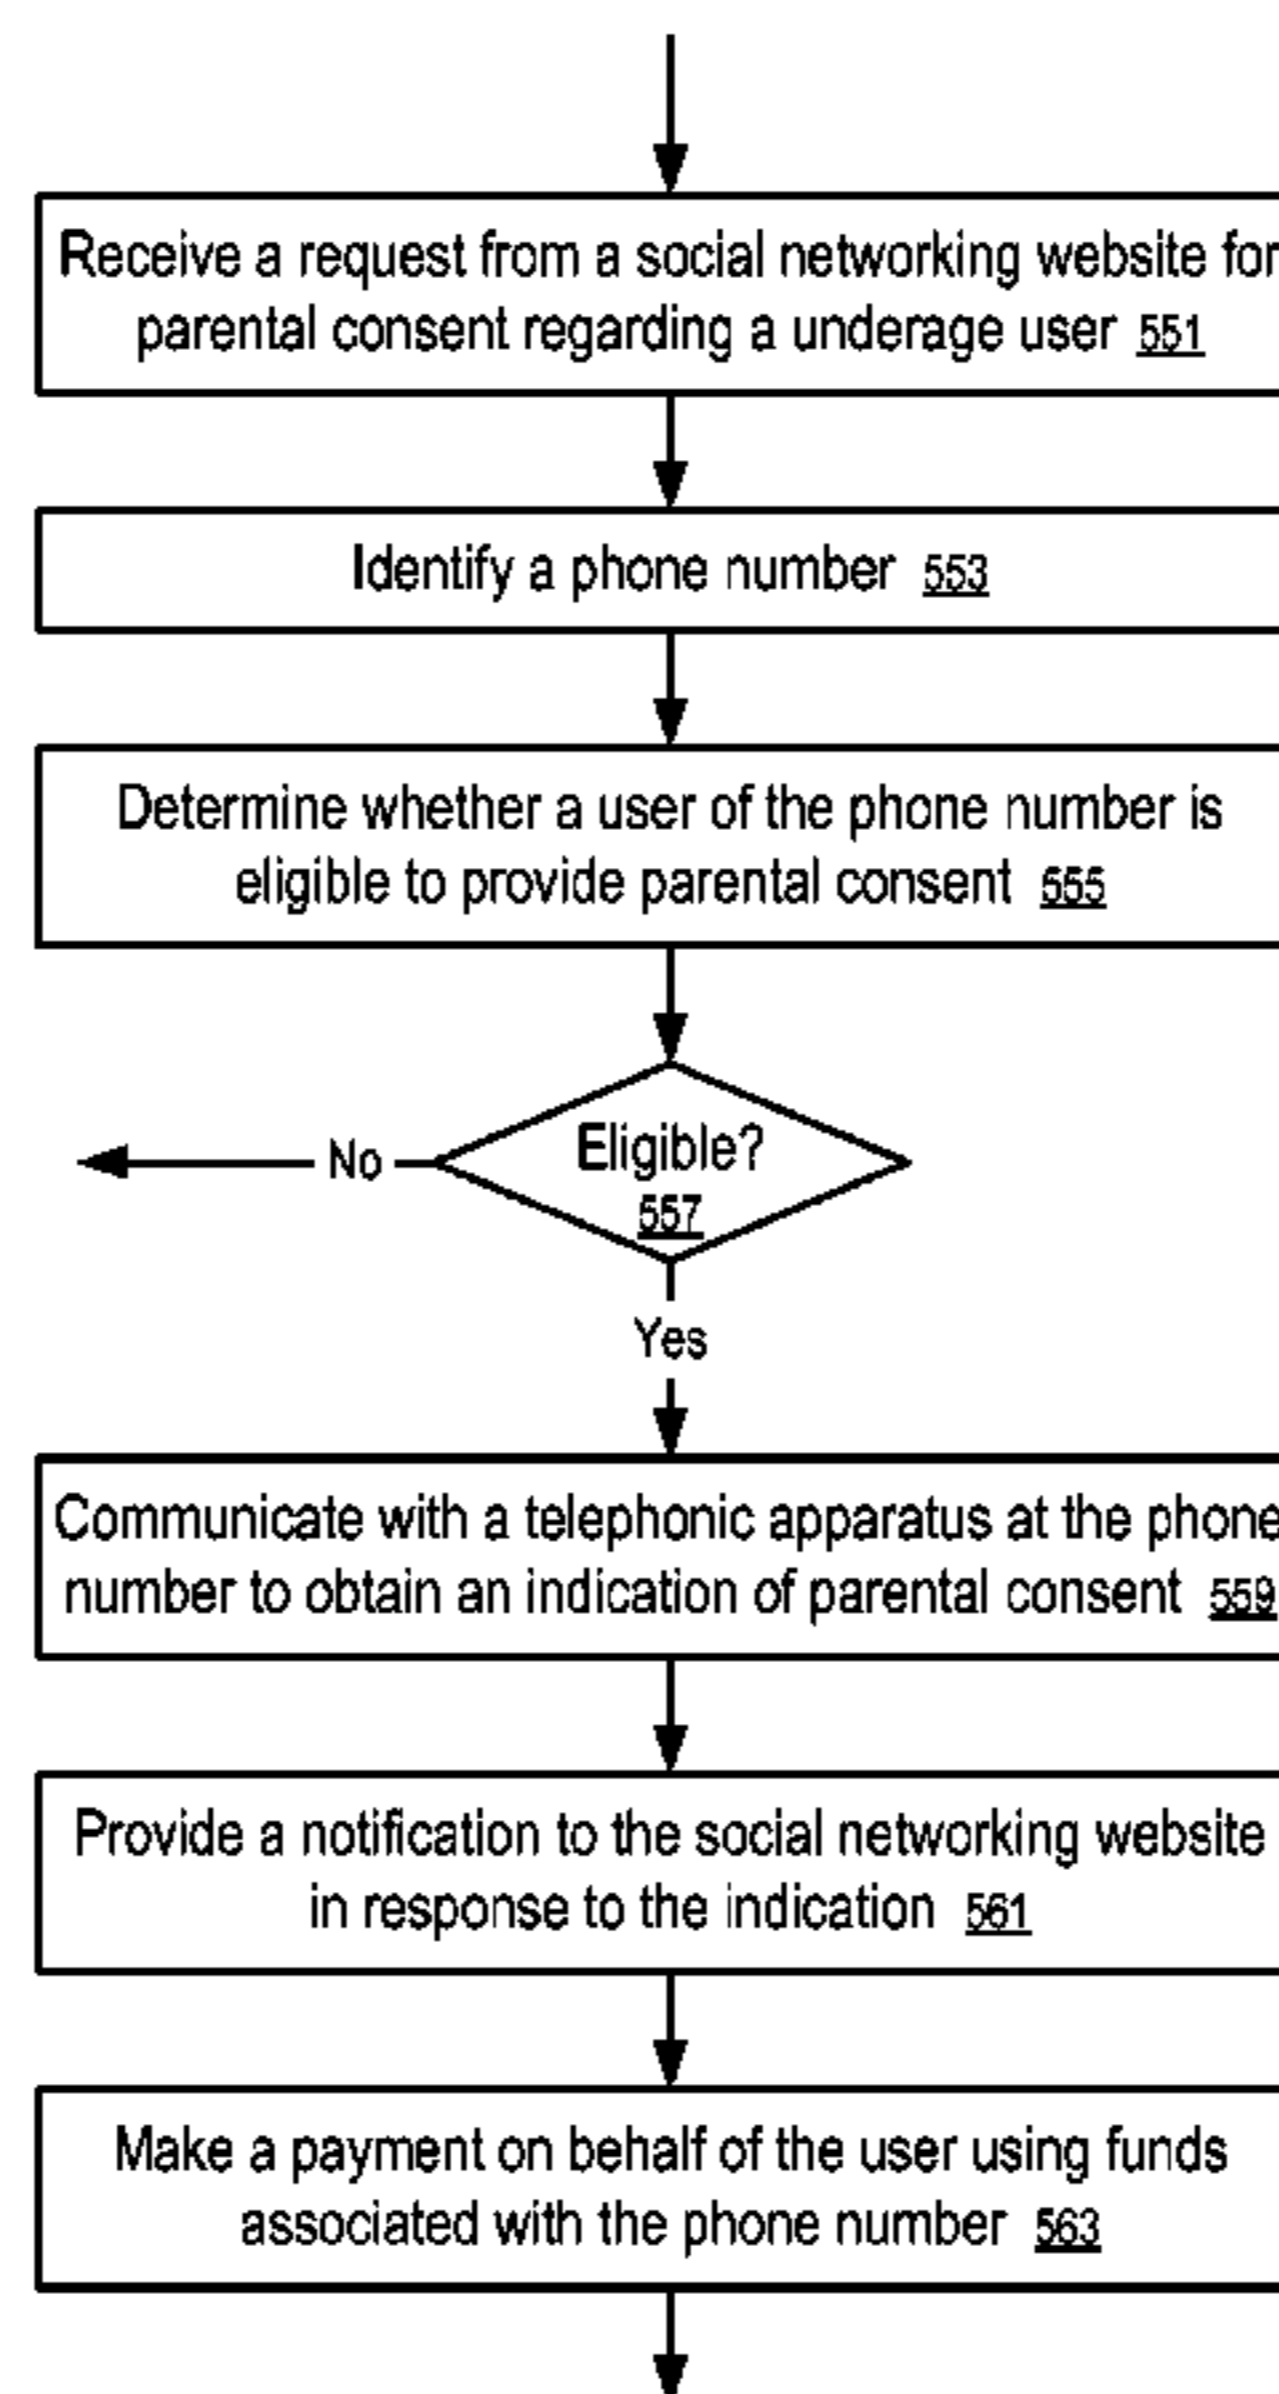 Receive a request from a social networking website for
parental consent regarding a underage user 551
Identify a phone number 553
Determine whether a user of the phone number is
eligible to provide parental consent 555
Eligible?
557
No
Yes
Communicate with a telephonic apparatus at the phone
number to obtain an indication of parental consent 559
Provide a notification to the social networking website
in response to the indication 561
Make a payment on behalf of the user using funds
associated with the phone number 563